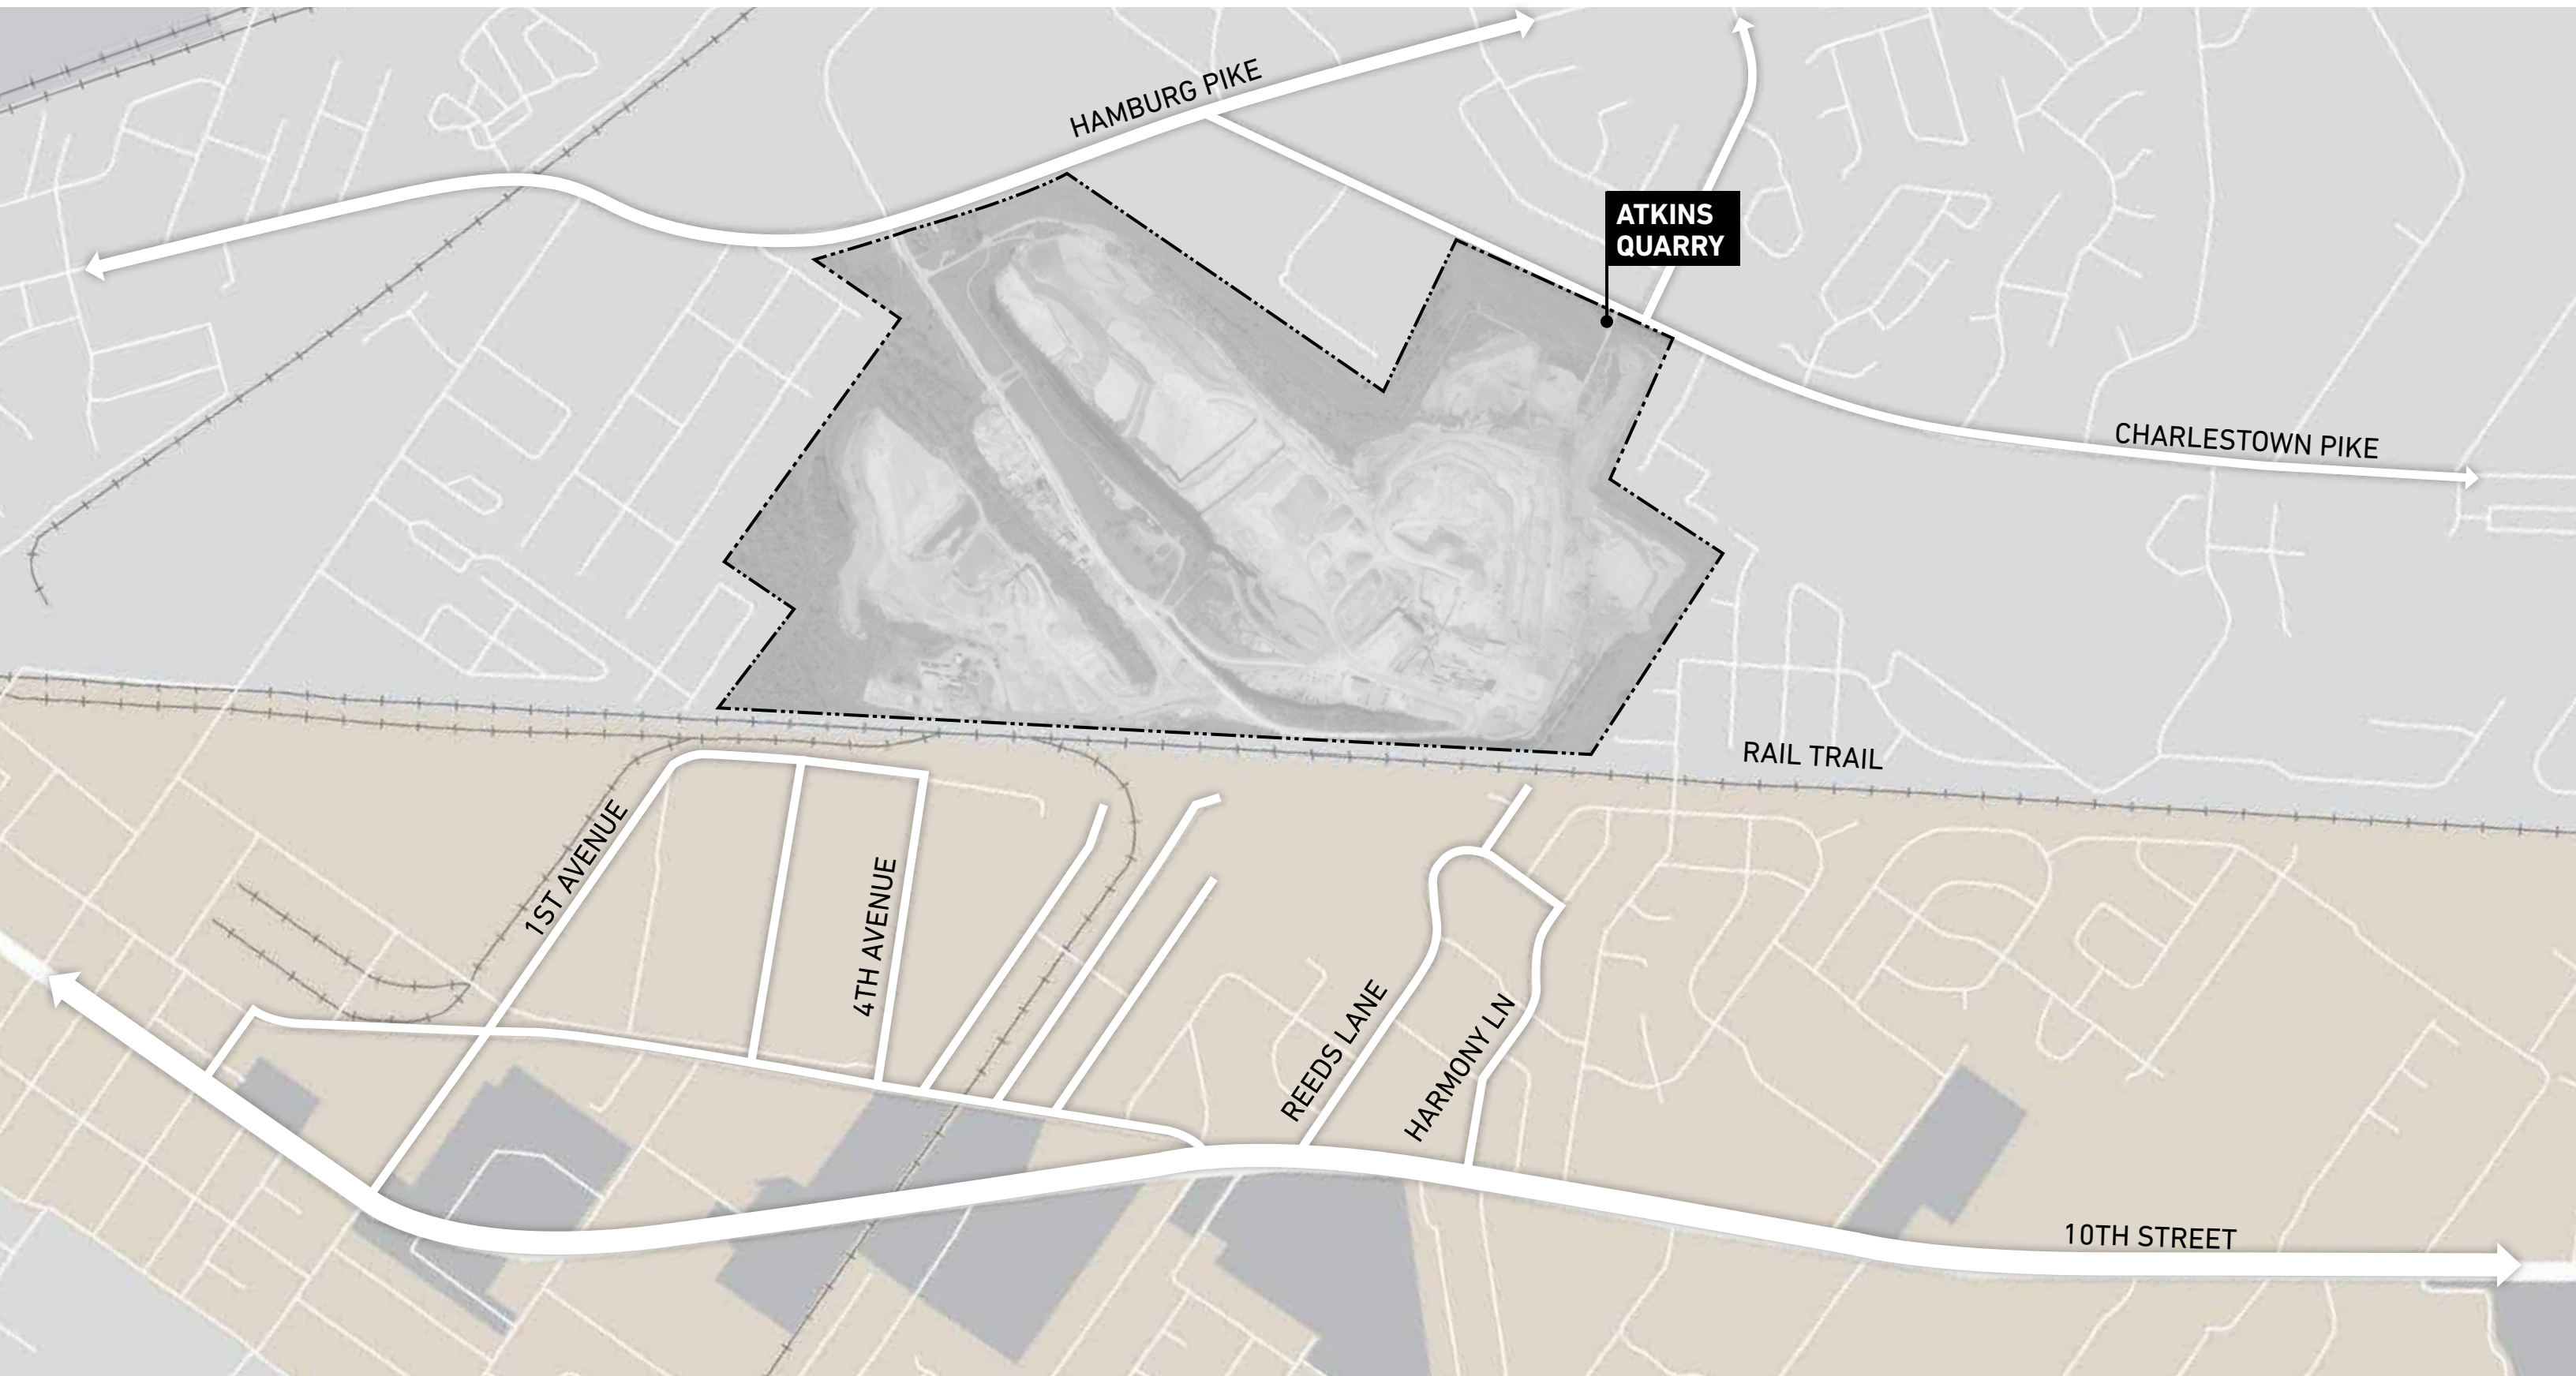 HAMBURG PIKE
ATKINS
QUARRY
CHARLESTOWN PIKE
RAIL TRAIL
1ST AVENUE
4TH AVENUE
REEDS LANE
HARMONY LN
10TH STREET